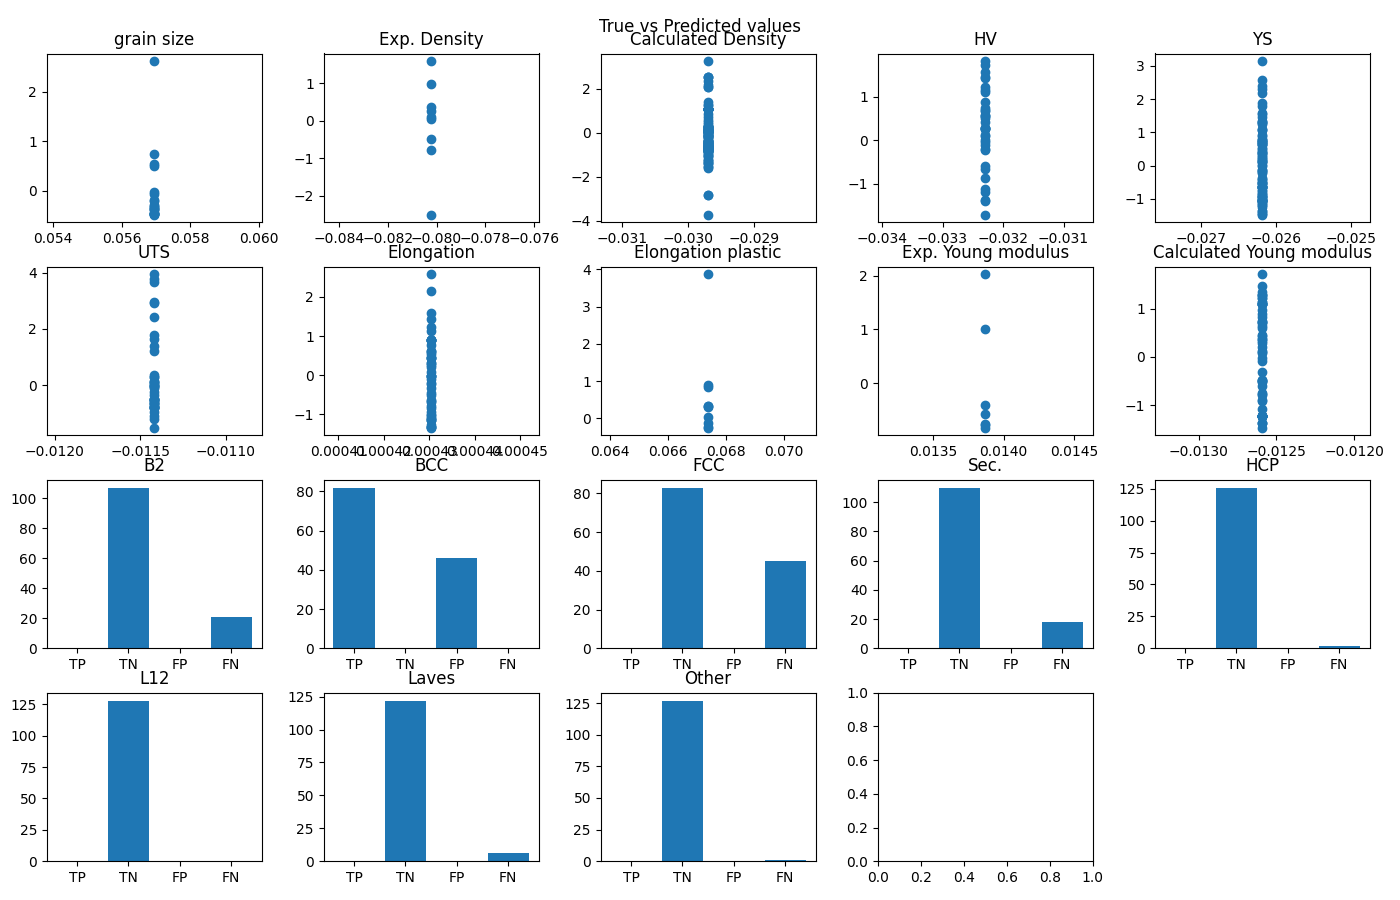 True vs Predicted values
grain size Exp. Density Calculated Density HV YS
2 1 0
1 0 −1 −2
2 0 −2 −4
1 0 −1
3 2 1 0 −1
0.054 0.056 0.058 0.060
−0.084 −0.082 −0.080 −0.078 −0.076
−0.031 −0.030 −0.029
−0.034 −0.033 −0.032 −0.031
−0.027 −0.026 −0.025
UTS Elongation Elongation plastic Exp. Young modulus Calculated Young modulus
4 2 0
2 1 0 −1
4 3 2 1 0
2 1 0
1 0 −1
−0.0120 −0.0115 −0.0110
0.00041 0.00042 0.00043 0.00044 0.00045
0.064 0.066 0.068 0.070
0.0135 0.0140 0.0145
−0.0130 −0.0125 −0.0120
B2 BCC FCC Sec. HCP
100 80 60 40 20 0
80 60 40 20 0
80 60 40 20 0
100 80 60 40 20 0
125 100 75 50 25 0
TP TN FP FN
TP TN FP FN
TP TN FP FN
TP TN FP FN
TP TN FP FN
L12 Laves Other
125 100 75 50 25 0
125 100 75 50 25 0
125 100 75 50 25 0
1.0 0.8 0.6 0.4 0.2 0.0
TP TN FP FN
TP TN FP FN
TP TN FP FN
0.0 0.2 0.4 0.6 0.8 1.0